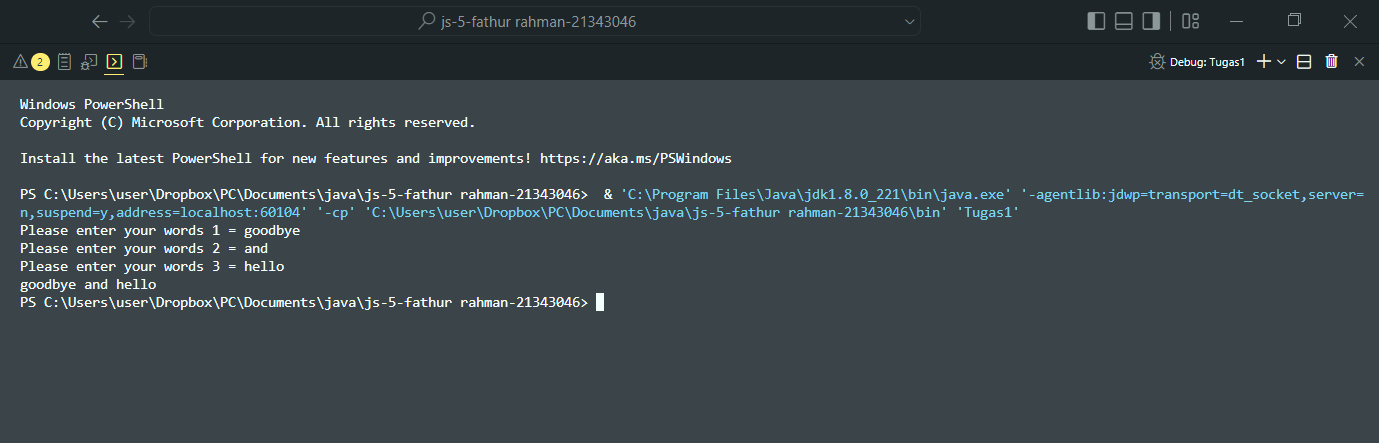 js-5-fathur rahman-21343046
2
Debug: Tugas1
Windows PowerShell
Copyright (C) Microsoft Corporation. All rights reserved.
Install the latest PowerShell for new features and improvements! https://aka.ms/PSWindows
PS C:\Users\user\Dropbox\PC\Documents\java\js-5-fathur rahman-21343046>  & 'C:\Program Files\Java\jdk1.8.0_221\bin\java.exe' '-agentlib:jdwp=transport=dt_socket,server=
n,suspend=y,address=localhost:60104' '-cp' 'C:\Users\user\Dropbox\PC\Documents\java\js-5-fathur rahman-21343046\bin' 'Tugas1'
Please enter your words 1 = goodbye
Please enter your words 2 = and
Please enter your words 3 = hello
goodbye and hello
PS C:\Users\user\Dropbox\PC\Documents\java\js-5-fathur rahman-21343046>